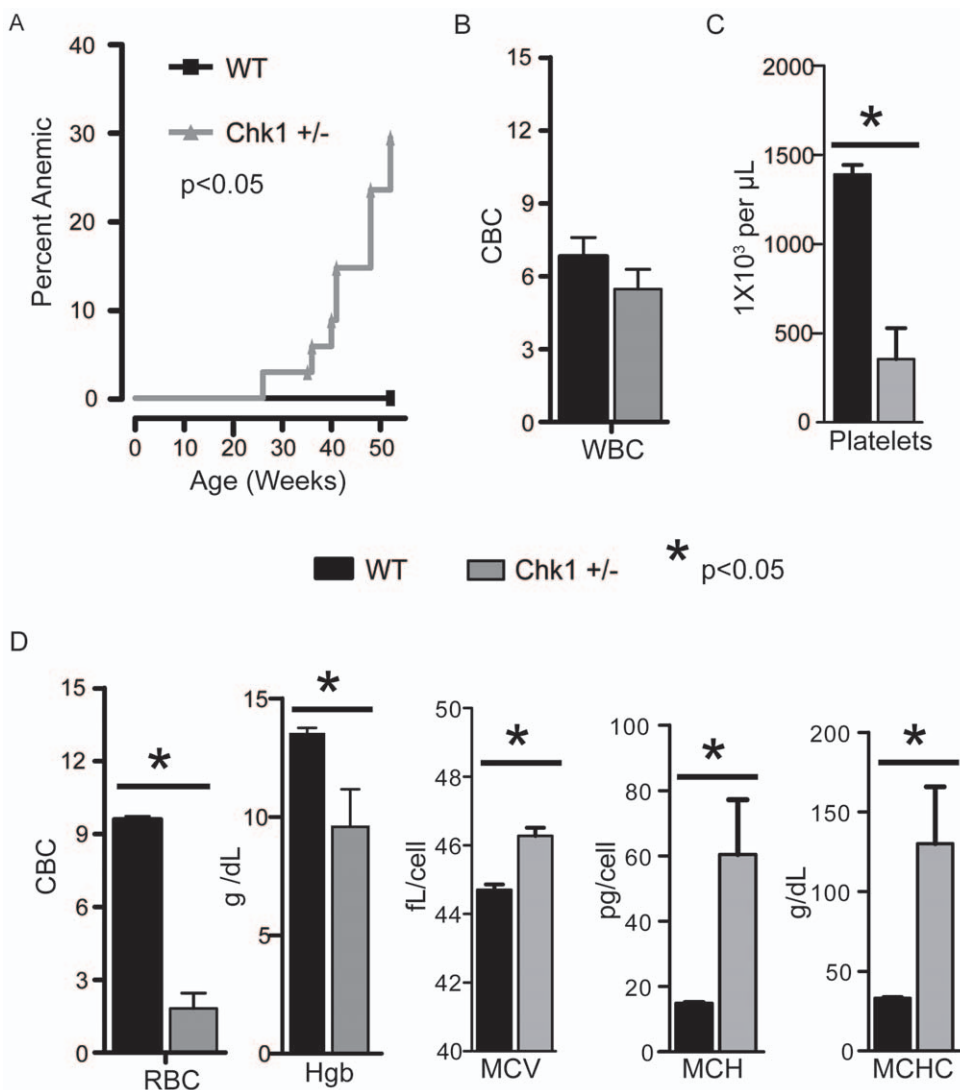 A
Percent Anemic
40
30
20
10
0
WT
Chk1 +/-
p<0.05
0 10 20 30 40 50
Age (Weeks)
B
CBC
15
12
9
6
3
0
WBC
C
1X10³ per µL
2000
1500
1000
500
0
*
Platelets
WT Chk1 +/- * p<0.05
D
CBC
15
12
9
6
3
0
*
RBC
g /dL
15
10
5
0
*
Hgb
fL/cell
50
48
46
44
42
40
*
MCV
pg/cell
100
80
60
40
20
0
*
MCH
g/dL
200
150
100
50
0
*
MCHC